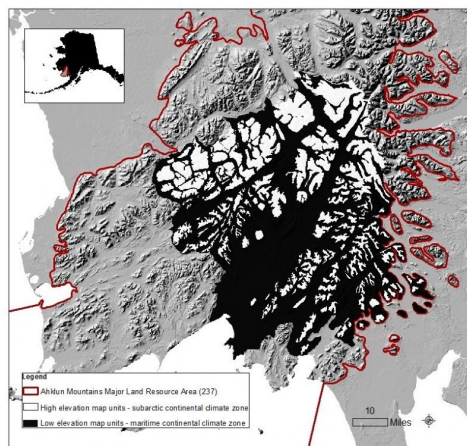 Legend
Ahklun Mountains Major Land Resource Area (237)
High elevation map units - subarctic continental climate zone
Low elevation map units - maritime continental climate zone
10
Miles